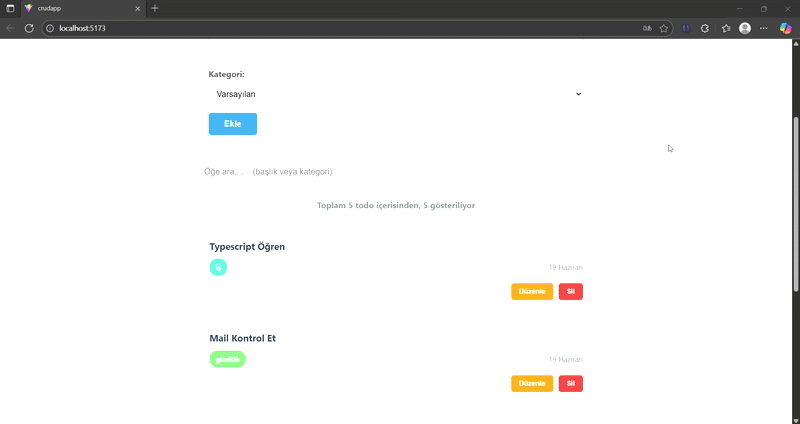 crudapp
localhost:5173
Kategori:
Varsayılan
Ekle
Öğe ara.... (başlık veya kategori)
Toplam 5 todo içerisinden, 5 gösteriliyor
Typescript Öğren
iş
19 Haziran
Düzenle Sil
Mail Kontrol Et
günlük
19 Haziran
Düzenle Sil